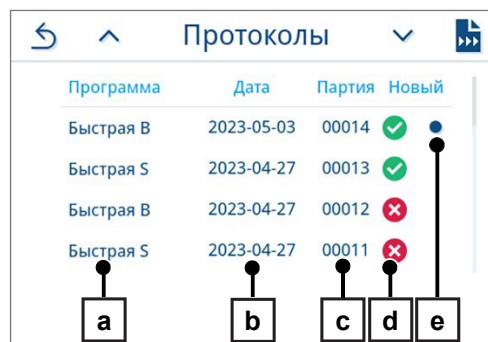 Протоколы
Программа Дата Партия Новый
Быстрая B 2023-05-03 00014
Быстрая S 2023-04-27 00013
Быстрая B 2023-04-27 00012
Быстрая S 2023-04-27 00011
a b c d e